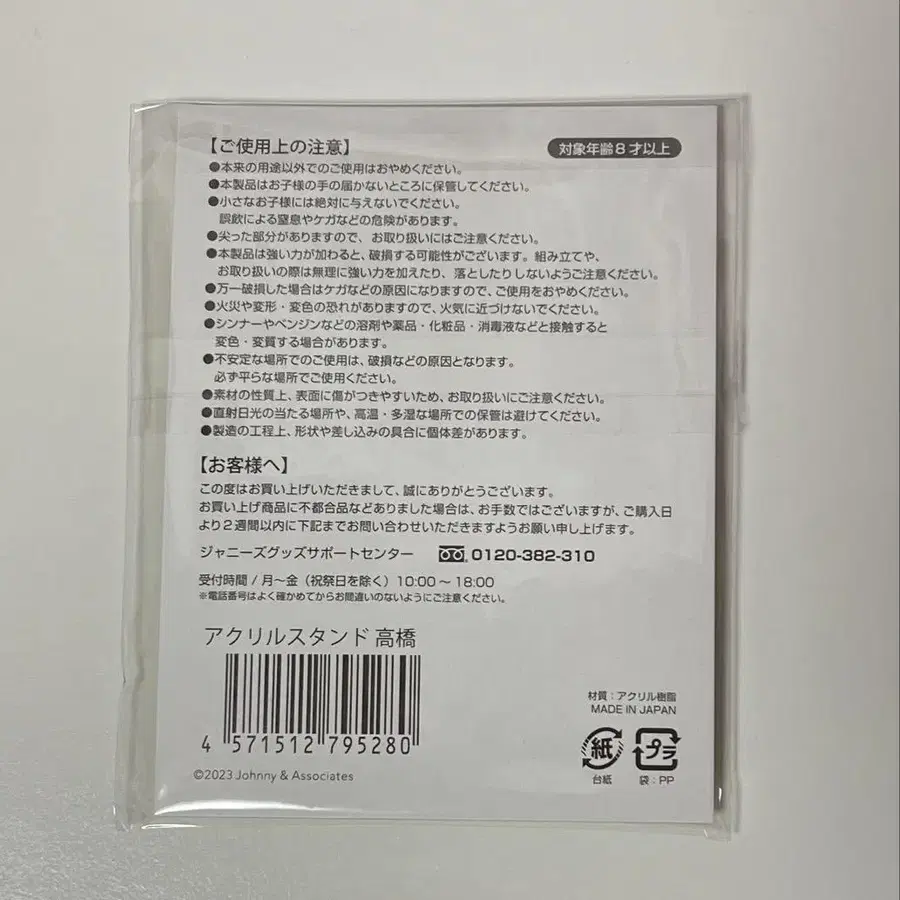 【ご使用上の注意】
対象年齢8才以上
●本来の用途以外でのご使用はおやめください。
●本製品はお子様の手の届かないところに保管してください。
●小さなお子様には絶対に与えないでください。
誤飲による窒息やケガなどの危険があります。
●尖った部分がありますので、お取り扱いにはご注意ください。
●本製品は強い力が加わると、破損する可能性がございます。組み立てや、
お取り扱いの際は無理に強い力を加えたり、落としたりしないようご注意ください。
●万一破損した場合はケガなどの原因になりますので、ご使用をおやめください。
●火災や変形・変色の恐れがありますので、火気に近づけないでください。
●シンナーやベンジンなどの溶剤や薬品・化粧品・消毒液などと接触すると
変色・変質する場合があります。
●不安定な場所でのご使用は、破損などの原因となります。
必ず平らな場所でご使用ください。
●素材の性質上、表面に傷がつきやすいため、お取り扱いにご注意ください。
●直射日光の当たる場所や、高温・多湿な場所での保管は避けてください。
●製造の工程上、形状や差し込みの具合に個体差があります。
【お客様へ】
この度はお買い上げいただきまして、誠にありがとうございます。
お買い上げ商品に不都合品などありました場合は、お手数ではございますが、ご購入日
より2週間以内に下記までお問い合わせいただきますようお願い申し上げます。
ジャニーズグッズサポートセンター 0120-382-310
受付時間 / 月〜金(祝祭日を除く) 10:00〜18:00
※電話番号はよく確かめてからお間違いのないようにご注意ください。
アクリルスタンド 高橋
4 571512 795280
©2023 Johnny & Associates
材質:アクリル樹脂
MADE IN JAPAN
紙 プラ
台紙 袋:PP